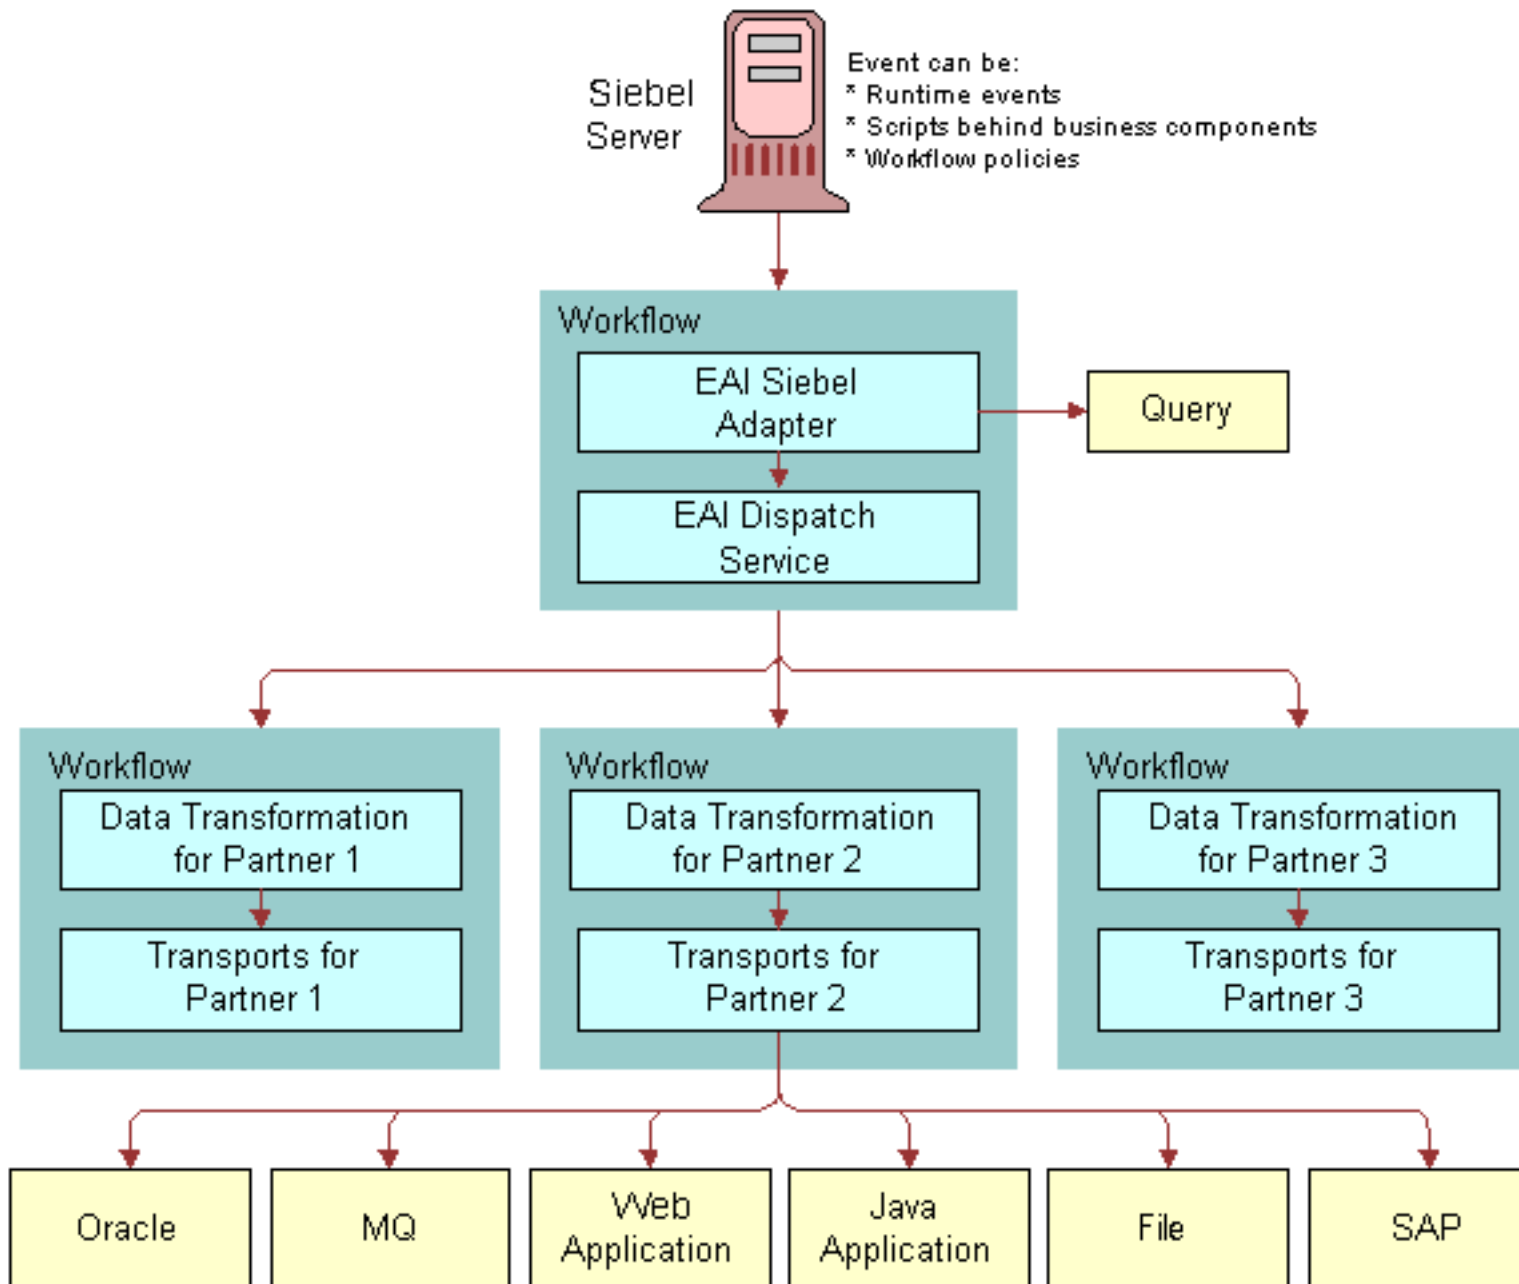 Siebel
Server
Event can be:
* Runtime events
* Scripts behind business components
* Workflow policies
Workflow
EAI Siebel
Adapter
Query
EAI Dispatch
Service
Workflow
Data Transformation
for Partner 1
Transports for
Partner 1
Workflow
Data Transformation
for Partner 2
Transports for
Partner 2
Workflow
Data Transformation
for Partner 3
Transports for
Partner 3
Oracle
MQ
Web
Application
Java
Application
File
SAP